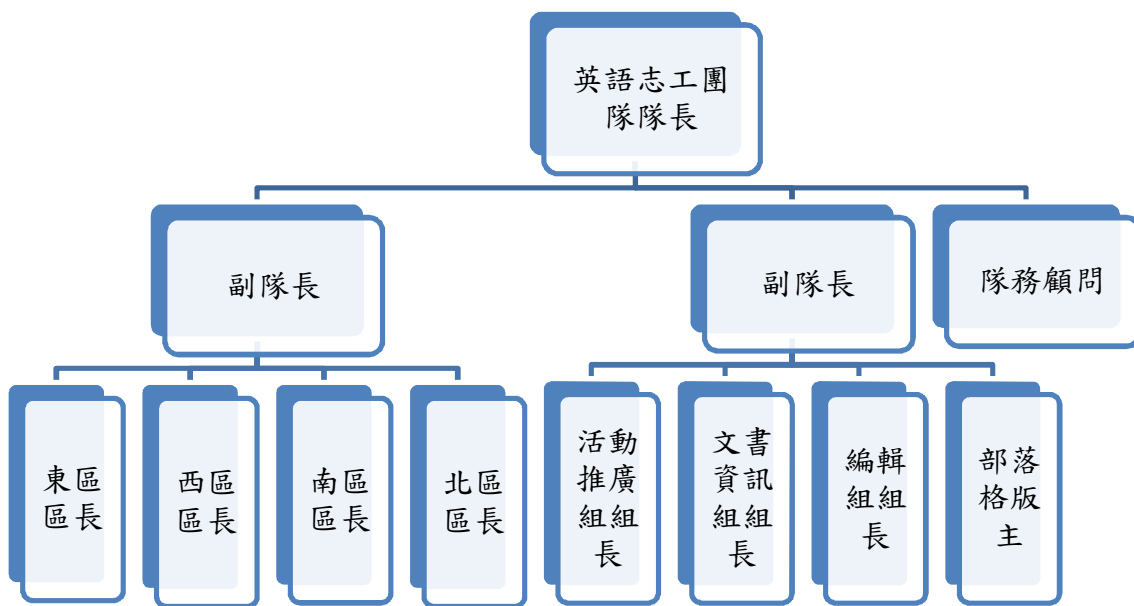 英語志工團
隊隊長
副隊長
副隊長
隊務顧問
東區
區長
西區
區長
南區
區長
北區
區長
活動
推廣
組組
長
文書
資訊
組組
長
編輯
組組
長
部落
格版
主